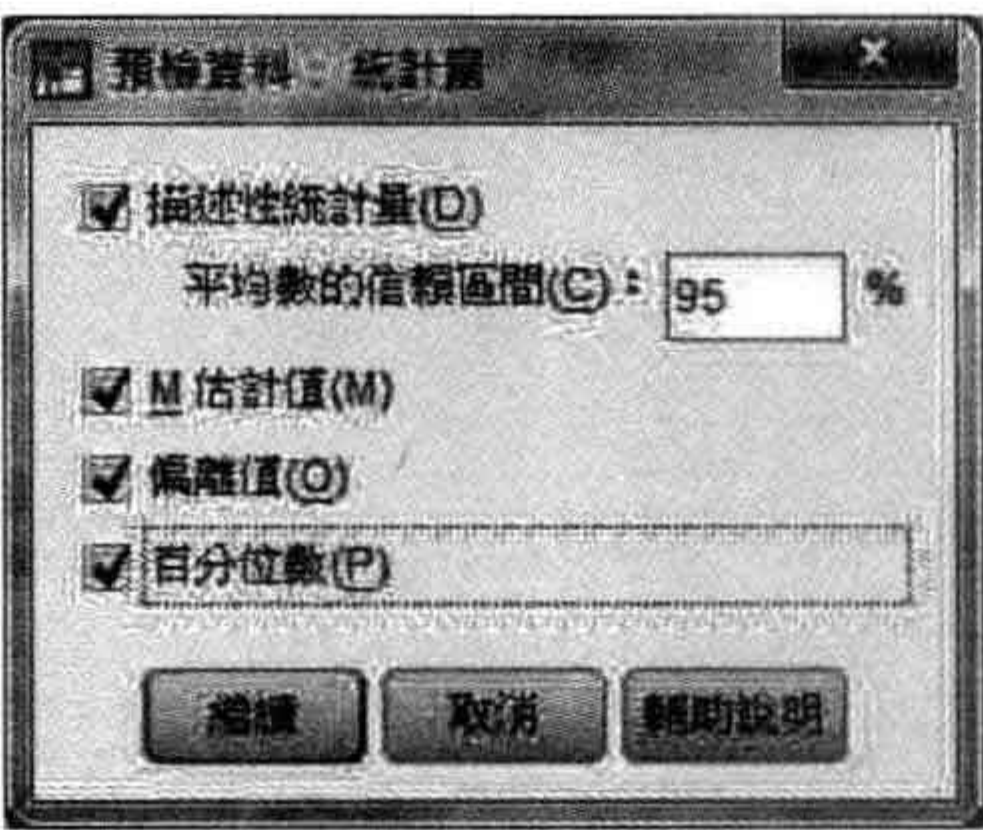 預檢資料：統計量
描述性統計量(D)
平均數的信賴區間(C)：95 %
M 估計值(M)
偏離值(O)
百分位數(P)
繼續 取消 輔助說明